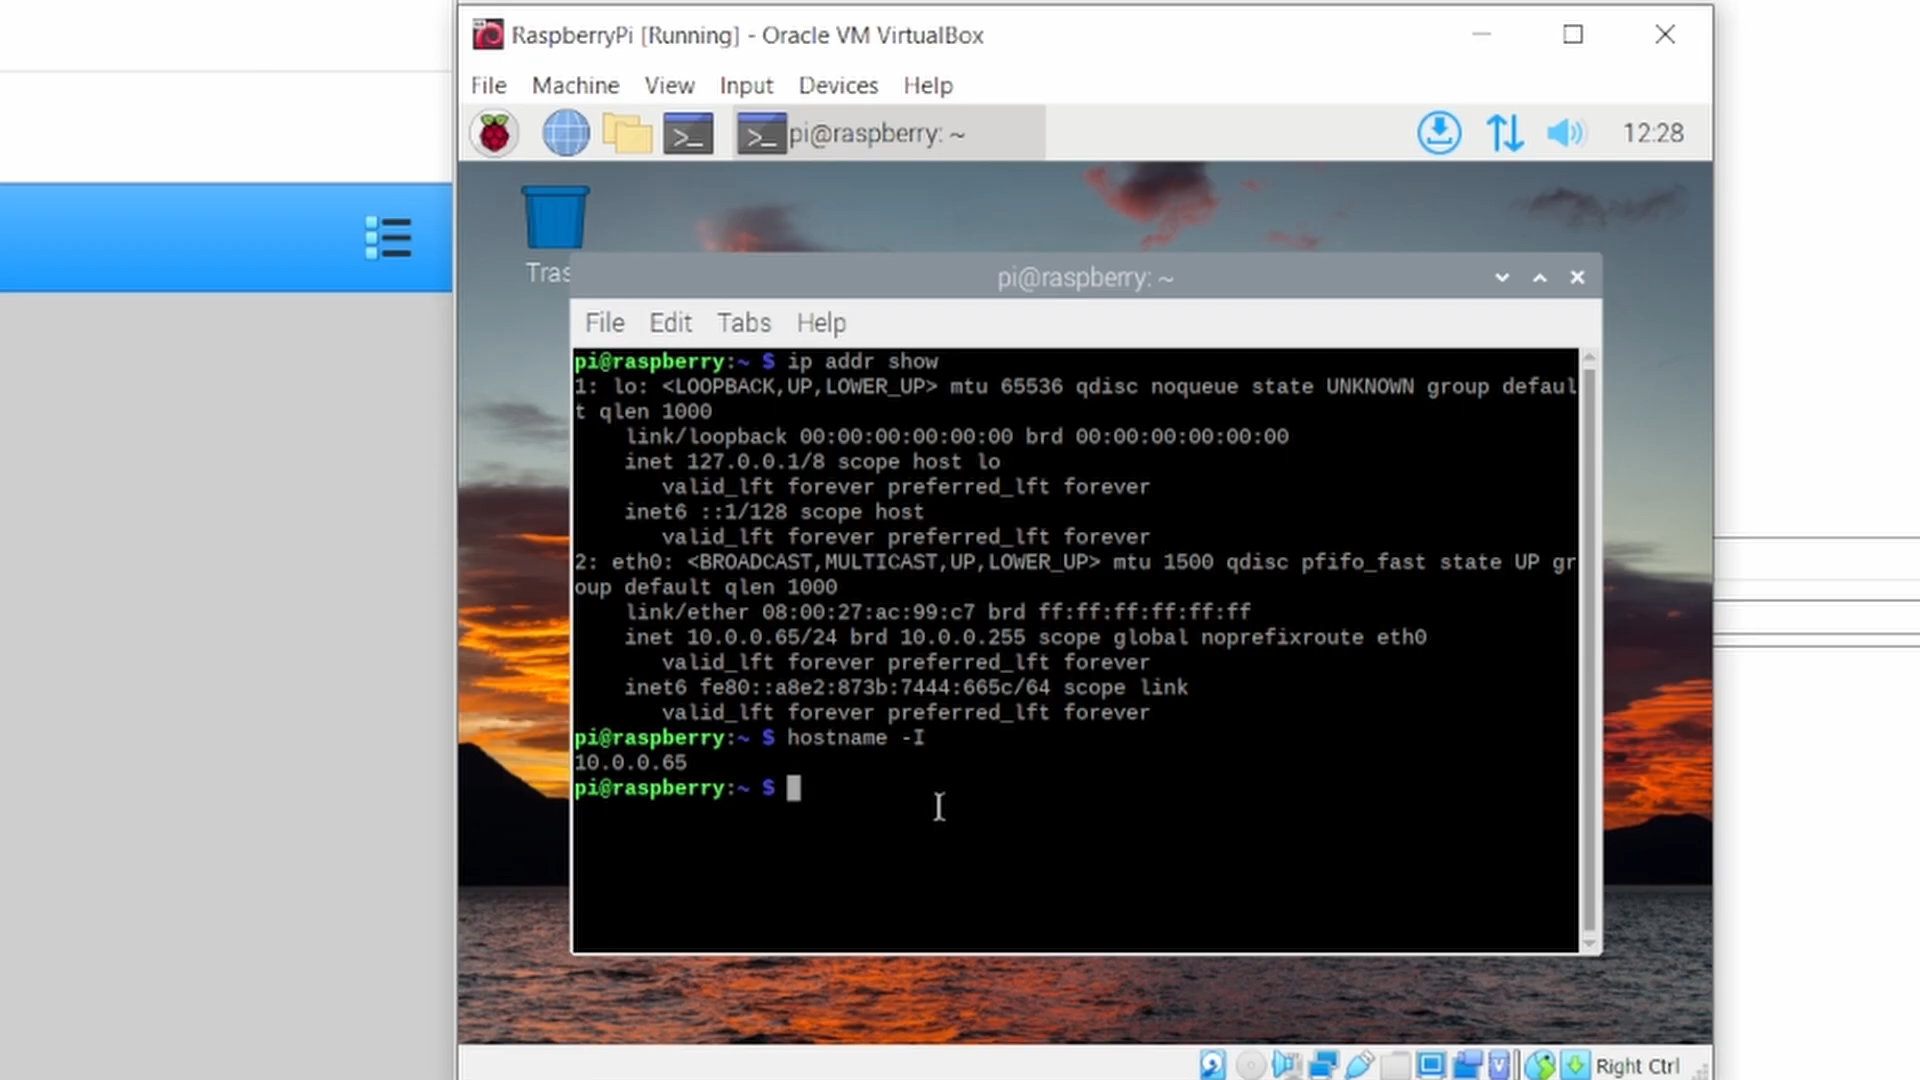 RaspberryPi [Running] - Oracle VM VirtualBox
File Machine View Input Devices Help
pi@raspberry: ~
12:28
Tras
pi@raspberry: ~
File Edit Tabs Help
pi@raspberry:~ $ ip addr show
1: lo: <LOOPBACK,UP,LOWER_UP> mtu 65536 qdisc noqueue state UNKNOWN group defaul
t qlen 1000
link/loopback 00:00:00:00:00:00 brd 00:00:00:00:00:00
inet 127.0.0.1/8 scope host lo
valid_lft forever preferred_lft forever
inet6 ::1/128 scope host
valid_lft forever preferred_lft forever
2: eth0: <BROADCAST,MULTICAST,UP,LOWER_UP> mtu 1500 qdisc pfifo_fast state UP gr
oup default qlen 1000
link/ether 08:00:27:ac:99:c7 brd ff:ff:ff:ff:ff:ff
inet 10.0.0.65/24 brd 10.0.0.255 scope global noprefixroute eth0
valid_lft forever preferred_lft forever
inet6 fe80::a8e2:873b:7444:665c/64 scope link
valid_lft forever preferred_lft forever
pi@raspberry:~ $ hostname -I
10.0.0.65
pi@raspberry:~ $
Right Ctrl